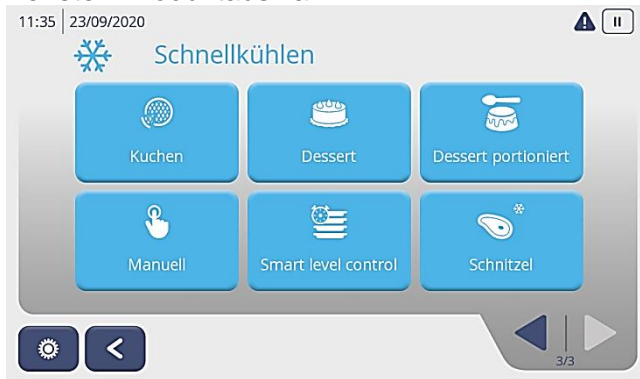 11:35 23/09/2020
Schnellkühlen
Kuchen Dessert Dessert portioniert
Manuell Smart level control Schnitzel
3/3